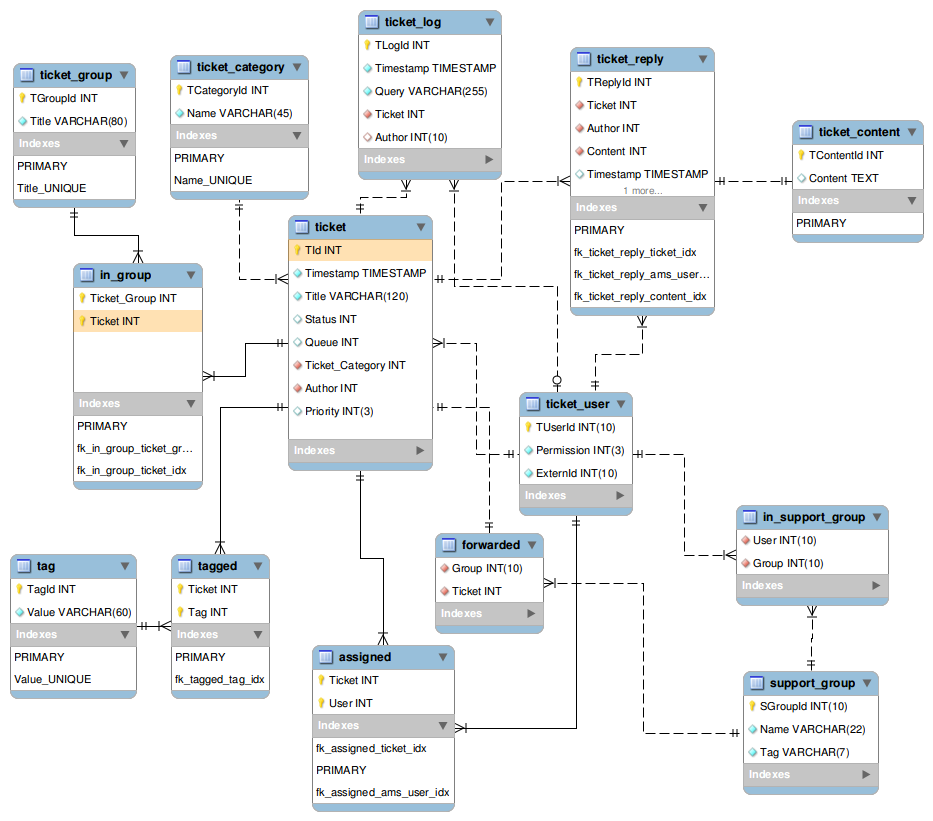 ticket_group
TGroupId INT
Title VARCHAR(80)
Indexes
PRIMARY
Title_UNIQUE
ticket_category
TCategoryId INT
Name VARCHAR(45)
Indexes
PRIMARY
Name_UNIQUE
ticket_log
TLogId INT
Timestamp TIMESTAMP
Query VARCHAR(255)
Ticket INT
Author INT(10)
Indexes
ticket_reply
TReplyId INT
Ticket INT
Author INT
Content INT
Timestamp TIMESTAMP
1 more...
Indexes
PRIMARY
fk_ticket_reply_ticket_idx
fk_ticket_reply_ams_user...
fk_ticket_reply_content_idx
ticket_content
TContentId INT
Content TEXT
Indexes
PRIMARY
in_group
Ticket_Group INT
Ticket INT
Indexes
PRIMARY
fk_in_group_ticket_gr...
fk_in_group_ticket_idx
ticket
TId INT
Timestamp TIMESTAMP
Title VARCHAR(120)
Status INT
Queue INT
Ticket_Category INT
Author INT
Priority INT(3)
Indexes
ticket_user
TUserId INT(10)
Permission INT(3)
ExternId INT(10)
Indexes
in_support_group
User INT(10)
Group INT(10)
Indexes
forwarded
Group INT(10)
Ticket INT
Indexes
tag
TagId INT
Value VARCHAR(60)
Indexes
PRIMARY
Value_UNIQUE
tagged
Ticket INT
Tag INT
Indexes
PRIMARY
fk_tagged_tag_idx
assigned
Ticket INT
User INT
Indexes
fk_assigned_ticket_idx
PRIMARY
fk_assigned_ams_user_idx
support_group
SGroupId INT(10)
Name VARCHAR(22)
Tag VARCHAR(7)
Indexes